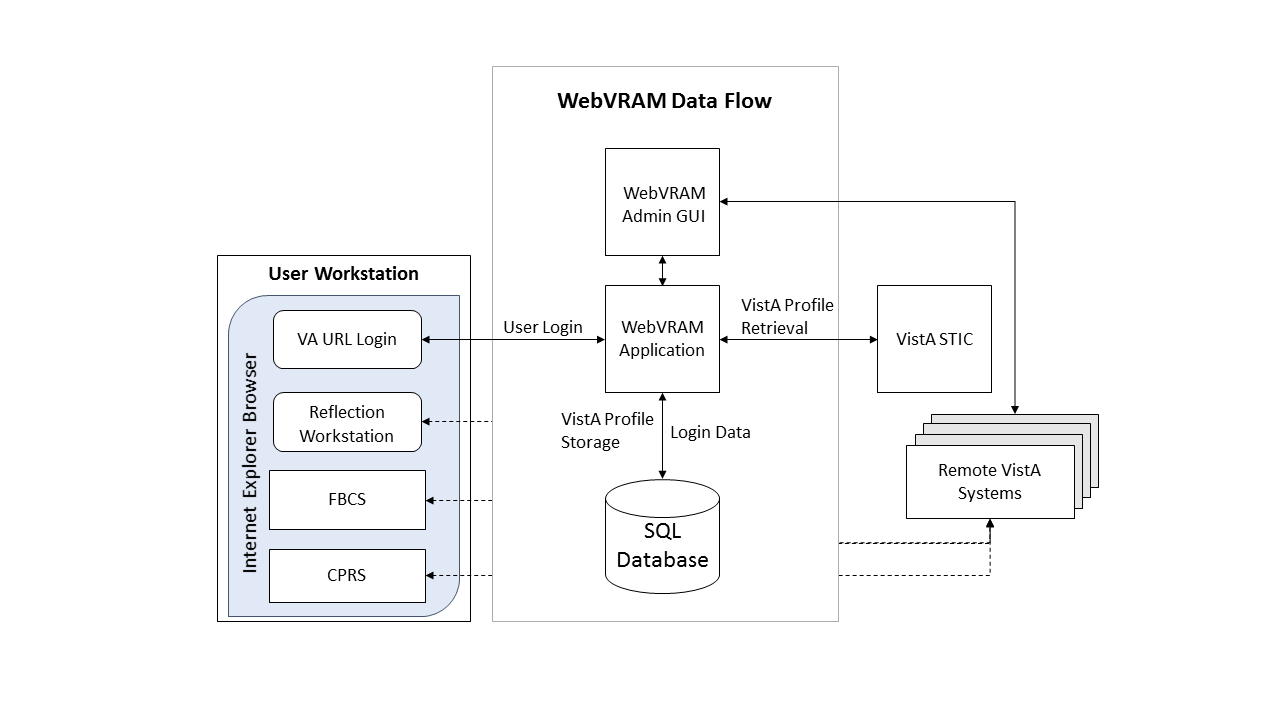 WebVRAM Data Flow
WebVRAM
Admin GUI
User Workstation
Internet Explorer Browser
VA URL Login
User Login
WebVRAM
Application
VistA Profile
Retrieval
VistA STIC
Reflection
Workstation
VistA Profile
Storage
Login Data
FBCS
CPRS
SQL
Database
Remote VistA
Systems